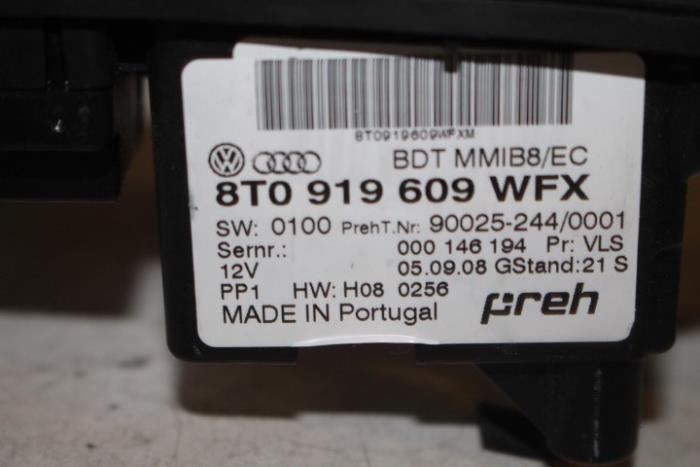 8T0919609WFXM
BDT MMIB8/EC
8T0 919 609 WFX
SW: 0100 PrehT.Nr: 90025-244/0001
Sernr.: 000 146 194 Pr: VLS
12V 05.09.08 GStand:21 S
PP1 HW: H08 0256
MADE IN Portugal preh